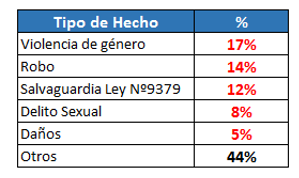 Tipo de Hecho %
Violencia de género 17%
Robo 14%
Salvaguardia Ley Nº9379 12%
Delito Sexual 8%
Daños 5%
Otros 44%